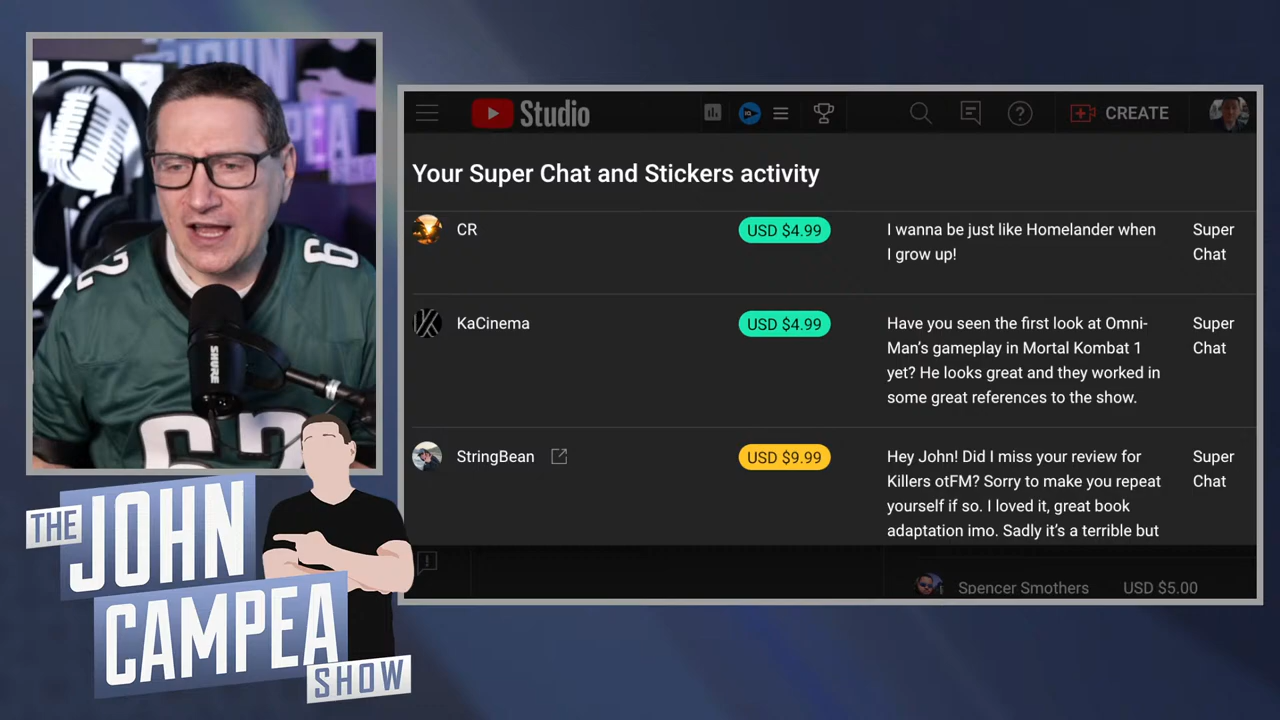 Studio
CREATE
Your Super Chat and Stickers activity
CR
USD $4.99
I wanna be just like Homelander when
I grow up!
Super
Chat
KaCinema
USD $4.99
Have you seen the first look at Omni-
Man’s gameplay in Mortal Kombat 1
yet? He looks great and they worked in
some great references to the show.
Super
Chat
StringBean
USD $9.99
Hey John! Did I miss your review for
Killers otFM? Sorry to make you repeat
yourself if so. I loved it, great book
adaptation imo. Sadly it’s a terrible but
Super
Chat
Spencer Smothers
USD $5.00
SHURE
62
THE
JOHN
CAMPEA
SHOW